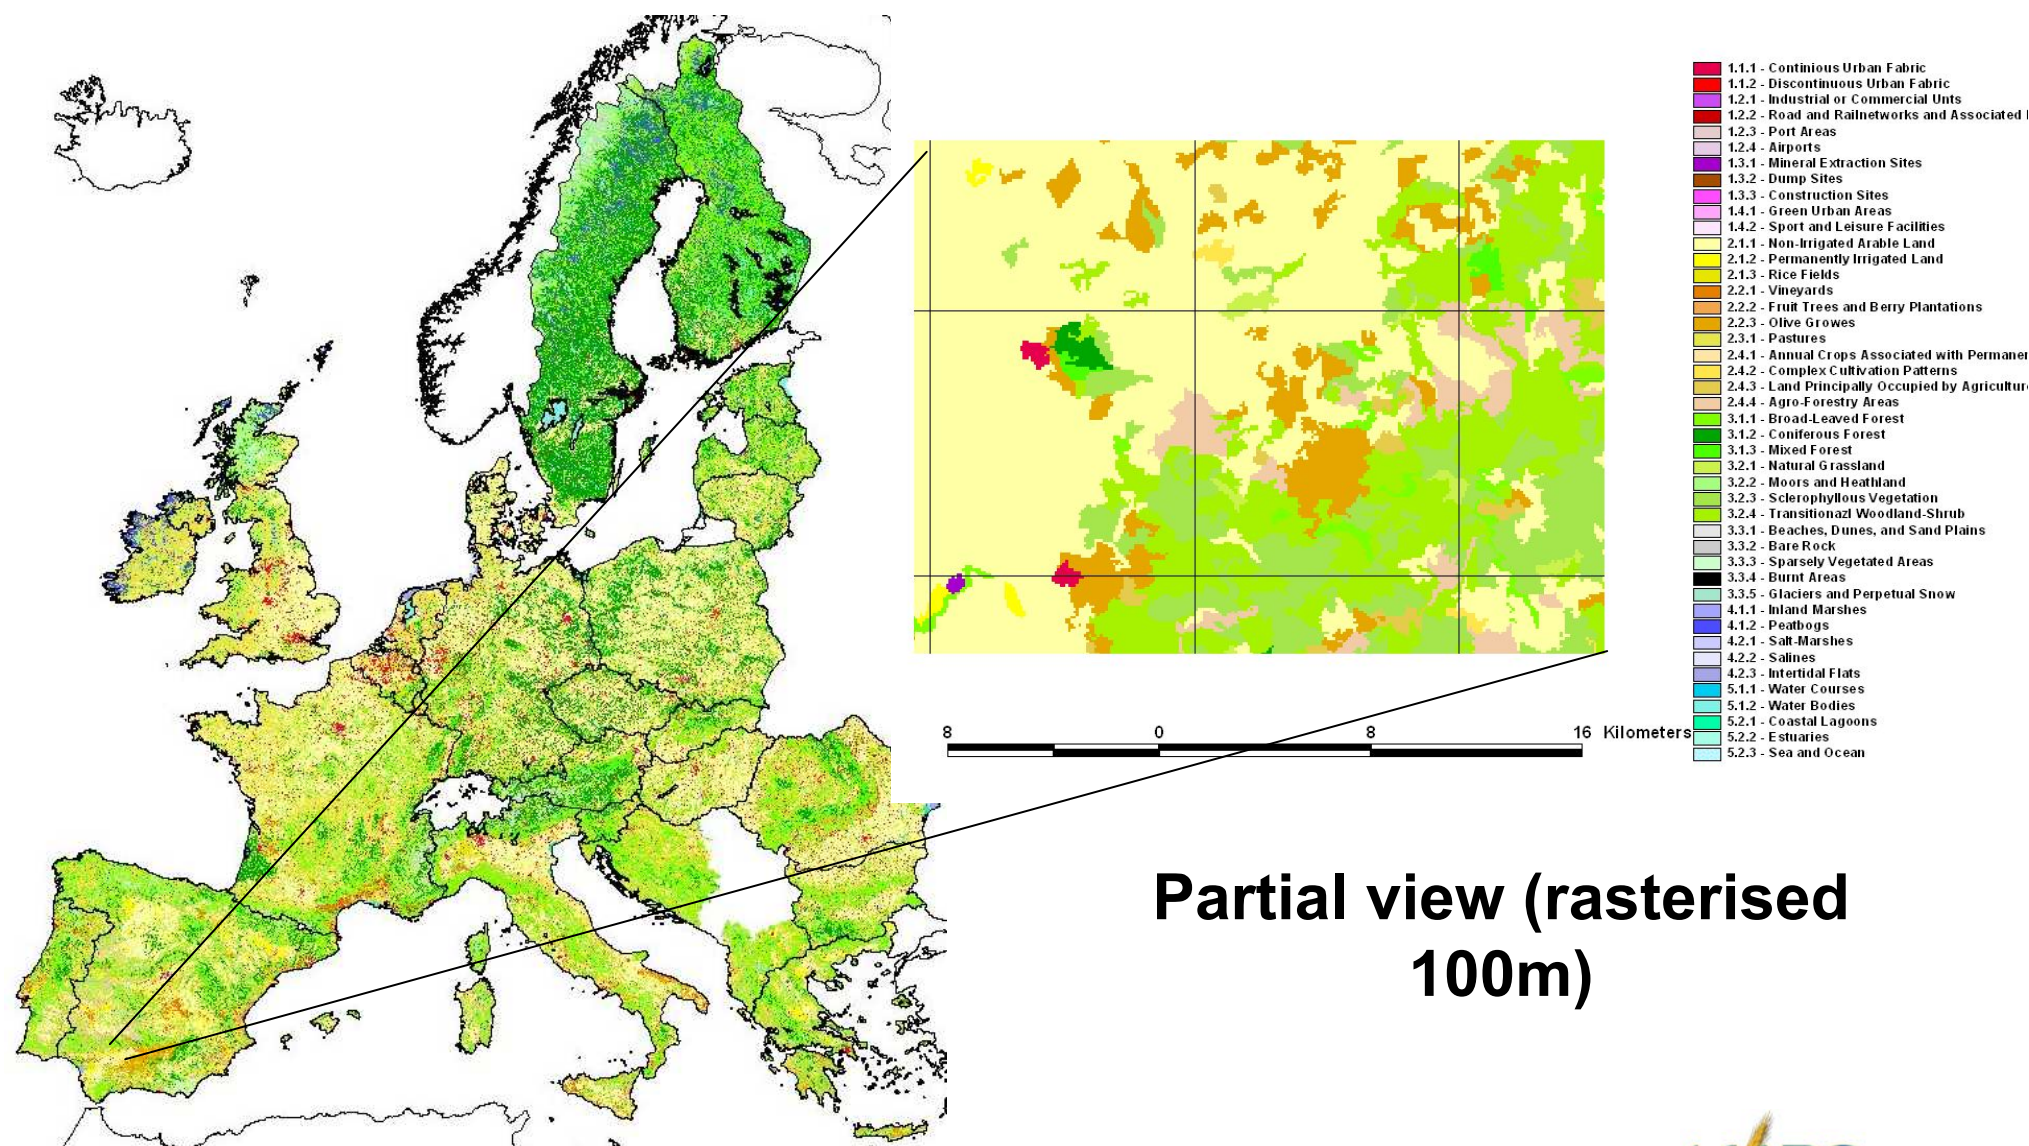 1.1.1 - Continious Urban Fabric
1.1.2 - Discontinuous Urban Fabric
1.2.1 - Industrial or Commercial Unts
1.2.2 - Road and Railnetworks and Associated
1.2.3 - Port Areas
1.2.4 - Airports
1.3.1 - Mineral Extraction Sites
1.3.2 - Dump Sites
1.3.3 - Construction Sites
1.4.1 - Green Urban Areas
1.4.2 - Sport and Leisure Facilities
2.1.1 - Non-Irrigated Arable Land
2.1.2 - Permanently Irrigated Land
2.1.3 - Rice Fields
2.2.1 - Vineyards
2.2.2 - Fruit Trees and Berry Plantations
2.2.3 - Olive Growes
2.3.1 - Pastures
2.4.1 - Annual Crops Associated with Permaner
2.4.2 - Complex Cultivation Patterns
2.4.3 - Land Principally Occupied by Agriculture
2.4.4 - Agro-Forestry Areas
3.1.1 - Broad-Leaved Forest
3.1.2 - Coniferous Forest
3.1.3 - Mixed Forest
3.2.1 - Natural Grassland
3.2.2 - Moors and Heathland
3.2.3 - Sclerophyllous Vegetation
3.2.4 - Transitionazl Woodland-Shrub
3.3.1 - Beaches, Dunes, and Sand Plains
3.3.2 - Bare Rock
3.3.3 - Sparsely Vegetated Areas
3.3.4 - Burnt Areas
3.3.5 - Glaciers and Perpetual Snow
4.1.1 - Inland Marshes
4.1.2 - Peatbogs
4.2.1 - Salt-Marshes
4.2.2 - Salines
4.2.3 - Intertidal Flats
5.1.1 - Water Courses
5.1.2 - Water Bodies
5.2.1 - Coastal Lagoons
5.2.2 - Estuaries
5.2.3 - Sea and Ocean
8 0 8 16 Kilometers
Partial view (rasterised
100m)